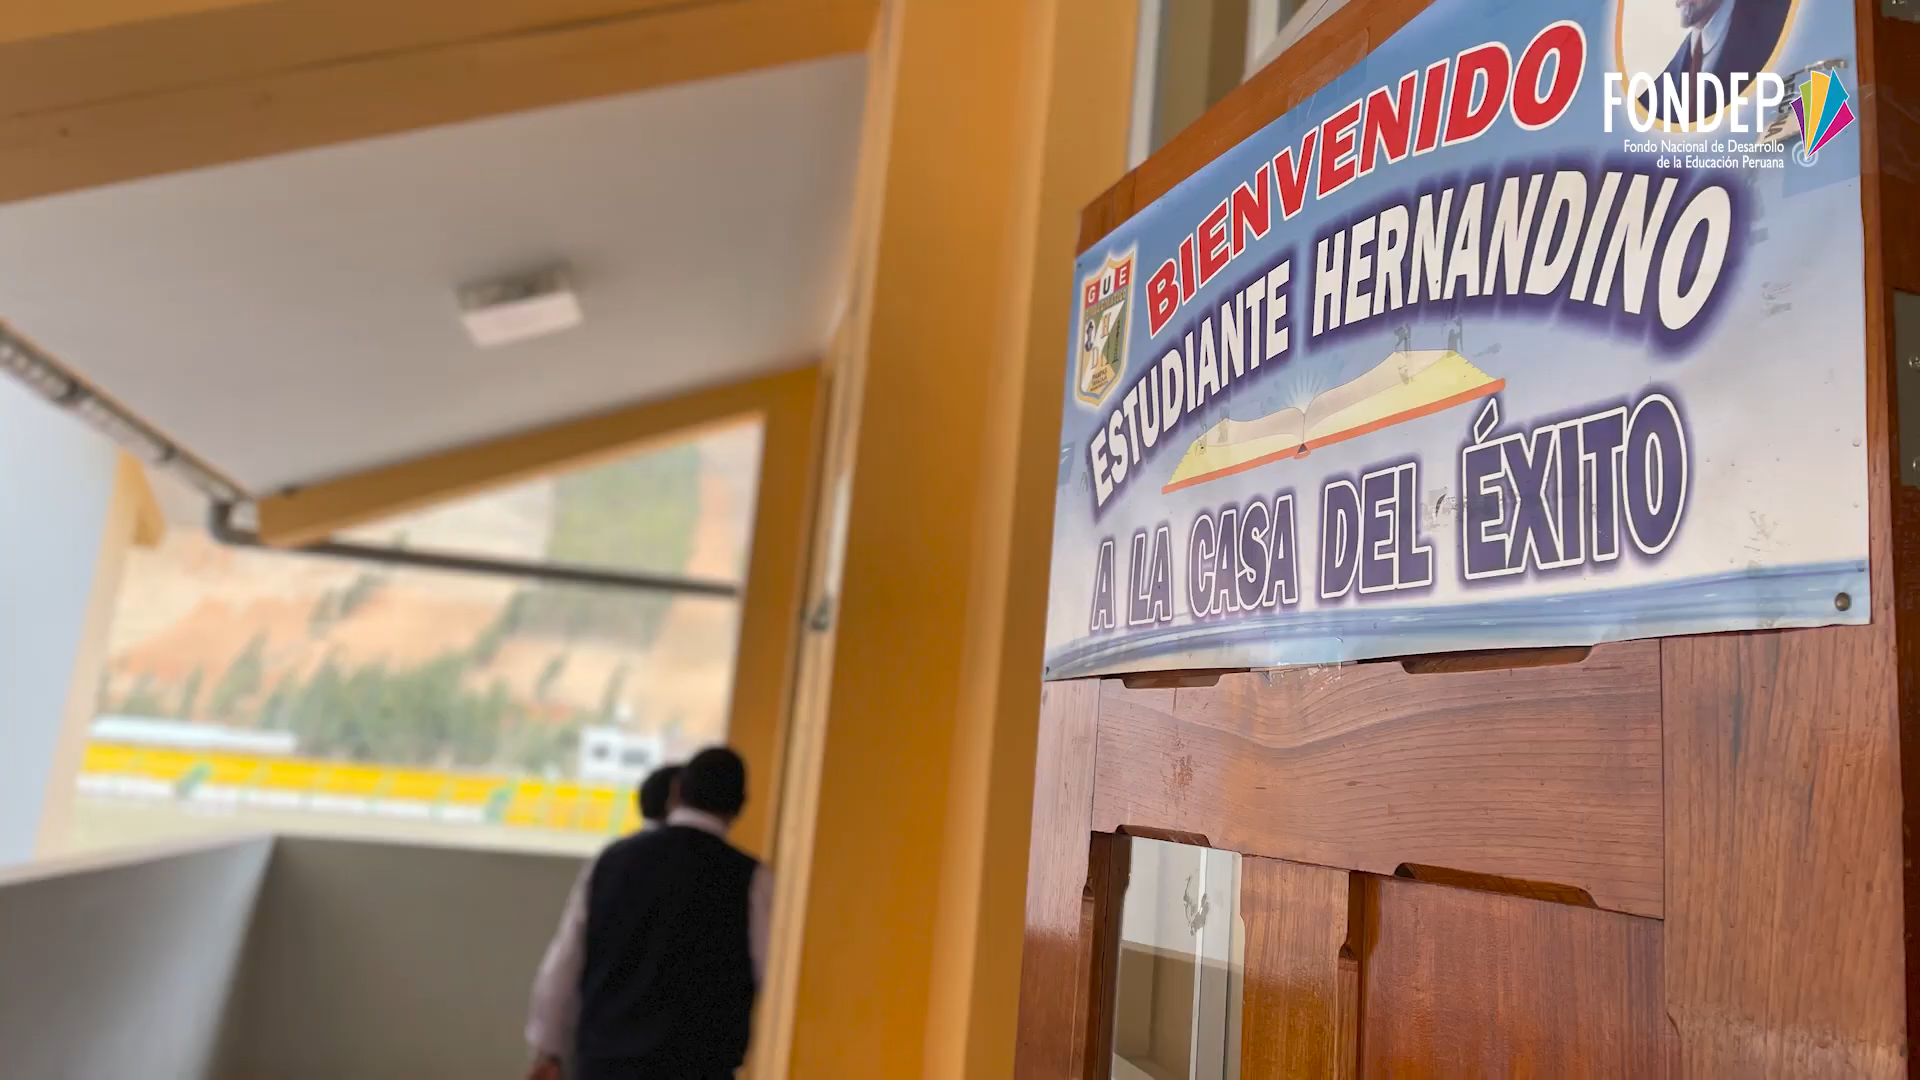 BIENVENIDO
ESTUDIANTE HERNANDINO
A LA CASA DEL ÉXITO
GUE
FONDEP
Fondo Nacional de Desarrollo
de la Educación Peruana